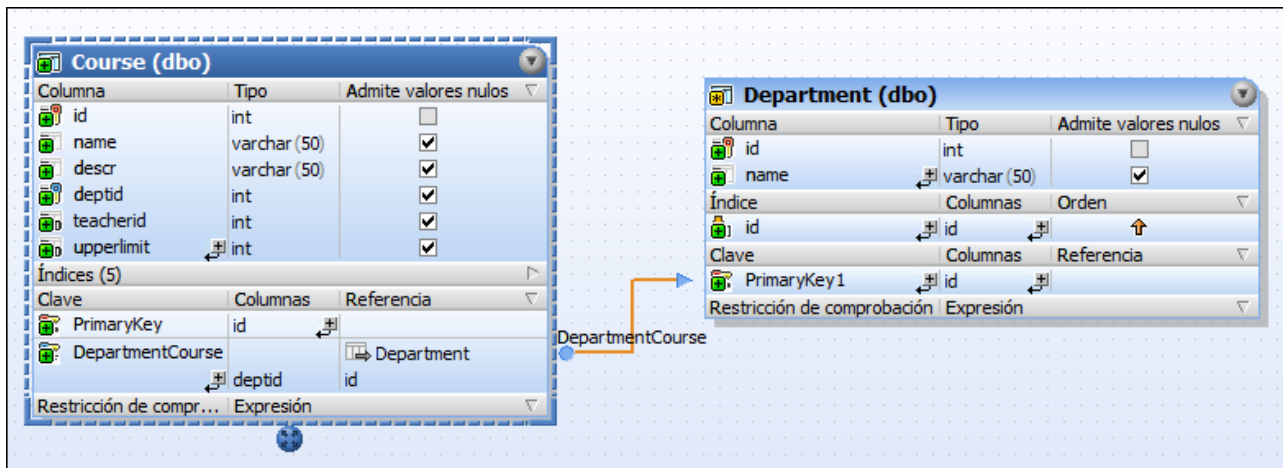 Course (dbo)
Columna Tipo Admite valores nulos
id int
name varchar (50)
descr varchar (50)
deptid int
teacherid int
upperlimit int
Índices (5)
Clave Columnas Referencia
PrimaryKey id
DepartmentCourse Department
deptid id
Restricción de compr... Expresión
DepartmentCourse
Department (dbo)
Columna Tipo Admite valores nulos
id int
name varchar (50)
Índice Columnas Orden
id id
Clave Columnas Referencia
PrimaryKey1 id
Restricción de comprobación Expresión